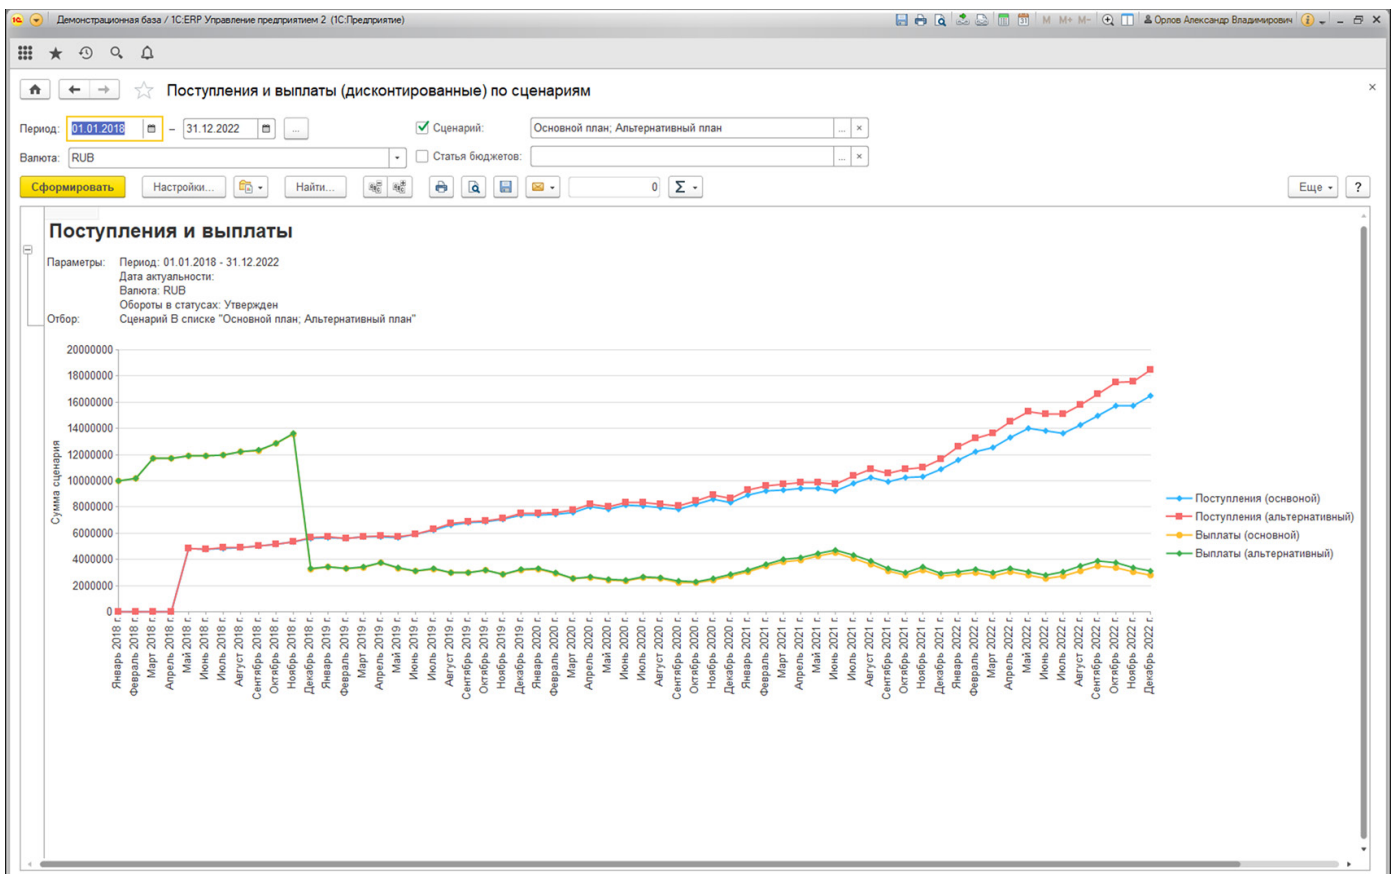 Демонстрационная база / 1С:ERP Управление предприятием 2 (1С:Предприятие)
M M+ M- Орлов Александр Владимирович
Поступления и выплаты (дисконтированные) по сценариям
Период: 01.01.2018 – 31.12.2022 ... Сценарий: Основной план; Альтернативный план ... ×
Валюта: RUB Статья бюджетов: ... ×
Сформировать Настройки... Найти... 0 Σ Еще ?
Поступления и выплаты
Параметры: Период: 01.01.2018 - 31.12.2022
Дата актуальности:
Валюта: RUB
Обороты в статусах: Утвержден
Отбор: Сценарий В списке "Основной план; Альтернативный план"
Сумма сценария
20000000
18000000
16000000
14000000
12000000
10000000
8000000
6000000
4000000
2000000
0
Поступления (осньвоной)
Поступления (альтернативный)
Выплаты (основной)
Выплаты (альтернативный)
Январь 2018 г.
Февраль 2018 г.
Март 2018 г.
Апрель 2018 г.
Май 2018 г.
Июнь 2018 г.
Июль 2018 г.
Август 2018 г.
Сентябрь 2018 г.
Октябрь 2018 г.
Ноябрь 2018 г.
Декабрь 2018 г.
Январь 2019 г.
Февраль 2019 г.
Март 2019 г.
Апрель 2019 г.
Май 2019 г.
Июнь 2019 г.
Июль 2019 г.
Август 2019 г.
Сентябрь 2019 г.
Октябрь 2019 г.
Ноябрь 2019 г.
Декабрь 2019 г.
Январь 2020 г.
Февраль 2020 г.
Март 2020 г.
Апрель 2020 г.
Май 2020 г.
Июнь 2020 г.
Июль 2020 г.
Август 2020 г.
Сентябрь 2020 г.
Октябрь 2020 г.
Ноябрь 2020 г.
Декабрь 2020 г.
Январь 2021 г.
Февраль 2021 г.
Март 2021 г.
Апрель 2021 г.
Май 2021 г.
Июнь 2021 г.
Июль 2021 г.
Август 2021 г.
Сентябрь 2021 г.
Октябрь 2021 г.
Ноябрь 2021 г.
Декабрь 2021 г.
Январь 2022 г.
Февраль 2022 г.
Март 2022 г.
Апрель 2022 г.
Май 2022 г.
Июнь 2022 г.
Июль 2022 г.
Август 2022 г.
Сентябрь 2022 г.
Октябрь 2022 г.
Ноябрь 2022 г.
Декабрь 2022 г.